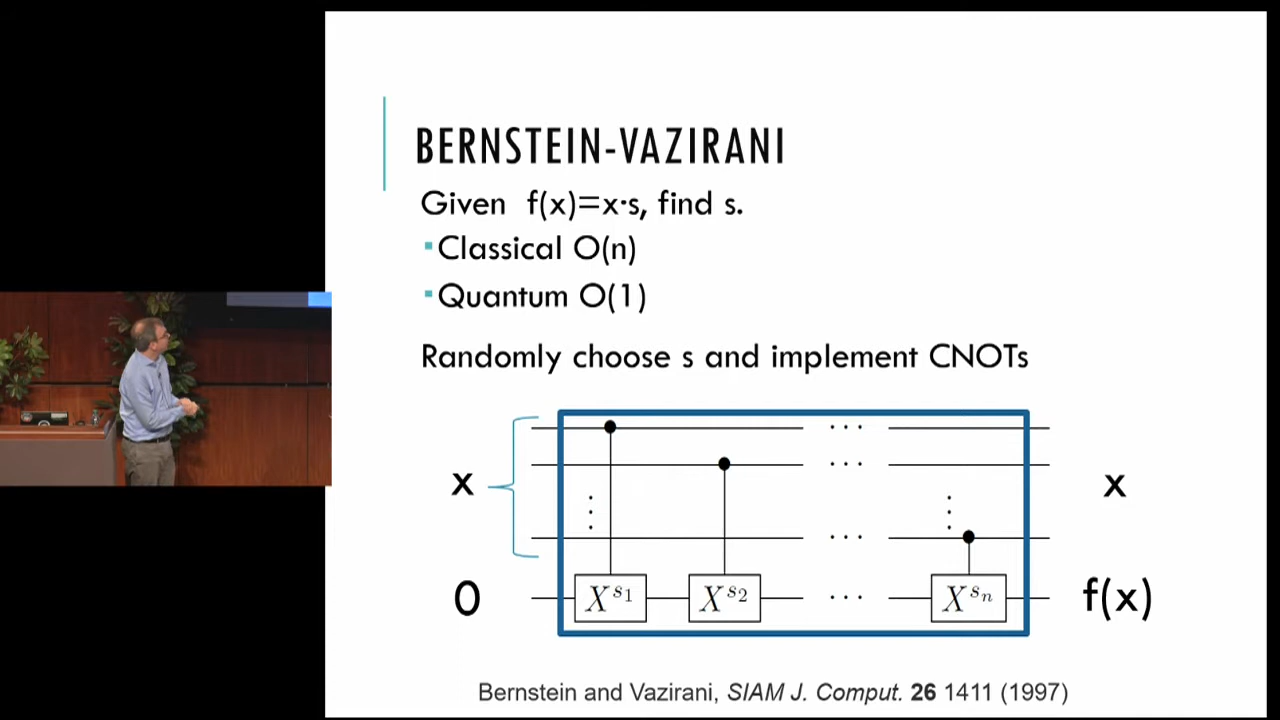 BERNSTEIN-VAZIRANI
Given f(x)=x·s, find s.
▪Classical O(n)
▪Quantum O(1)
Randomly choose s and implement CNOTs
x
x
0
X^{s_1}
X^{s_2}
X^{s_n}
f(x)
Bernstein and Vazirani, SIAM J. Comput. 26 1411 (1997)